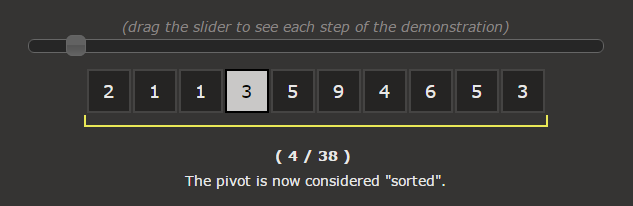 (drag the slider to see each step of the demonstration)
2 1 1 3 5 9 4 6 5 3
( 4 / 38 )
The pivot is now considered "sorted".